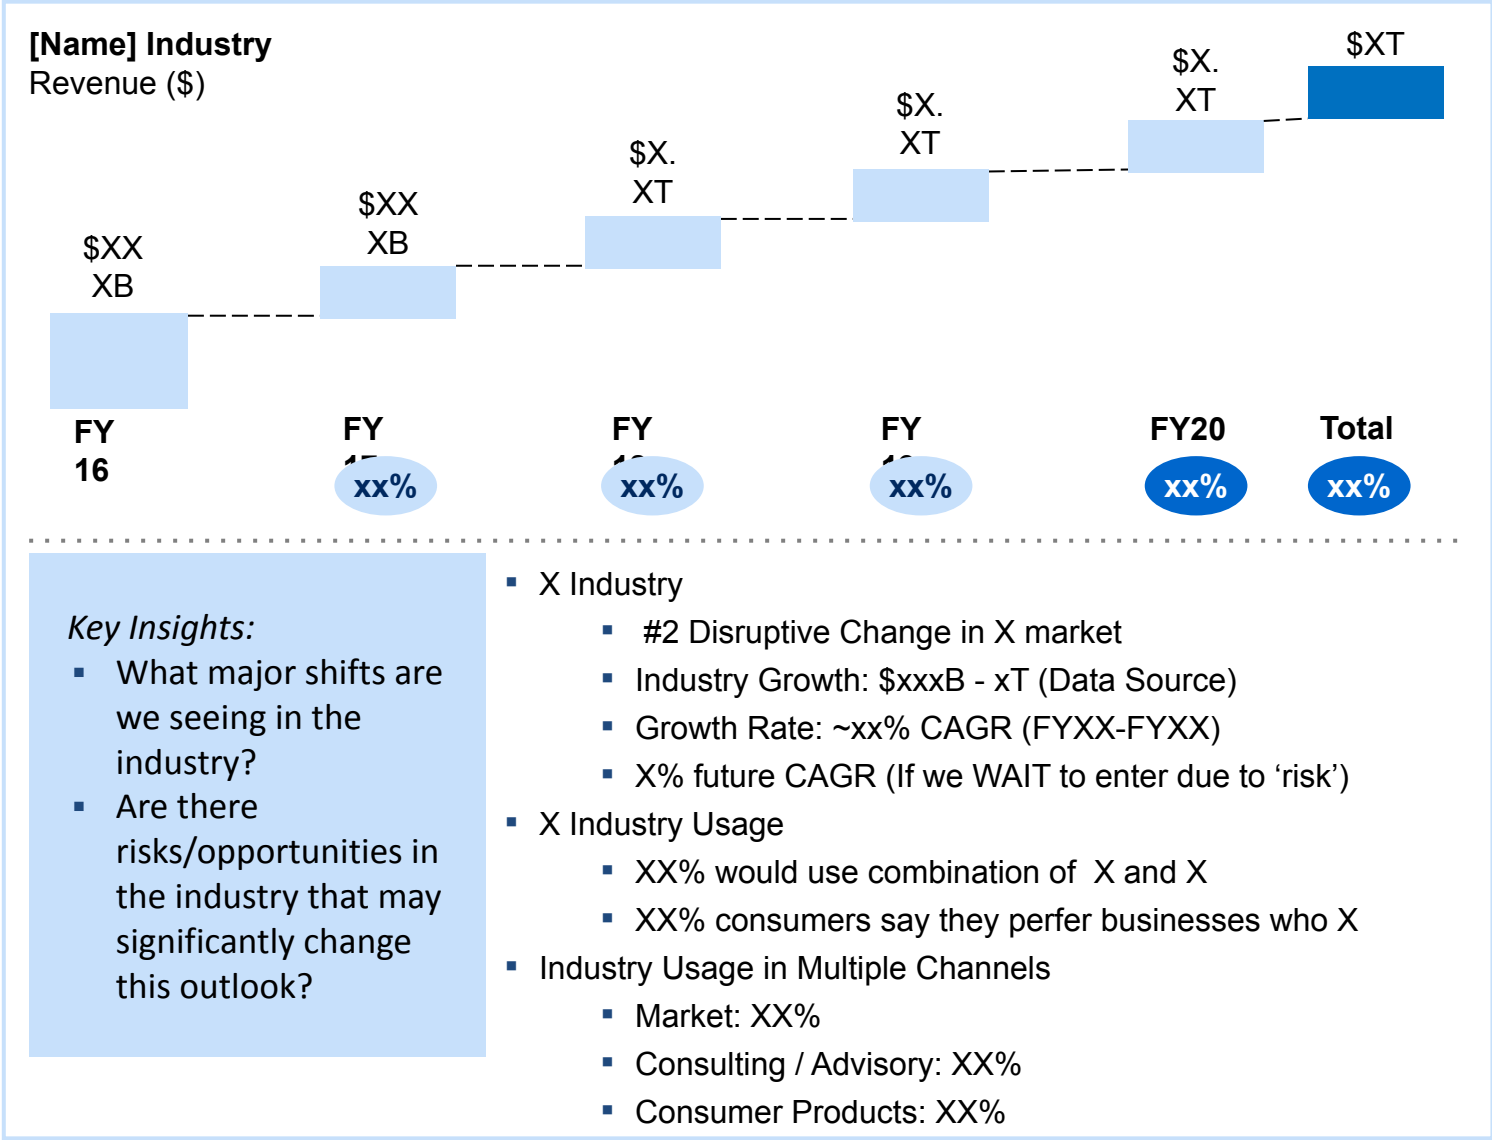 [Name] Industry
Revenue ($)
$XX
XB
$XX
XB
$X.
XT
$X.
XT
$X.
XT
$XT
FY
16
FY
FY
FY
FY20
Total
xx%
xx%
xx%
xx%
xx%
Key Insights:
▪ What major shifts are
we seeing in the
industry?
▪ Are there
risks/opportunities in
the industry that may
significantly change
this outlook?
▪ X Industry
▪ #2 Disruptive Change in X market
▪ Industry Growth: $xxxB - xT (Data Source)
▪ Growth Rate: ~xx% CAGR (FYXX-FYXX)
▪ X% future CAGR (If we WAIT to enter due to ‘risk’)
▪ X Industry Usage
▪ XX% would use combination of  X and X
▪ XX% consumers say they perfer businesses who X
▪ Industry Usage in Multiple Channels
▪ Market: XX%
▪ Consulting / Advisory: XX%
▪ Consumer Products: XX%